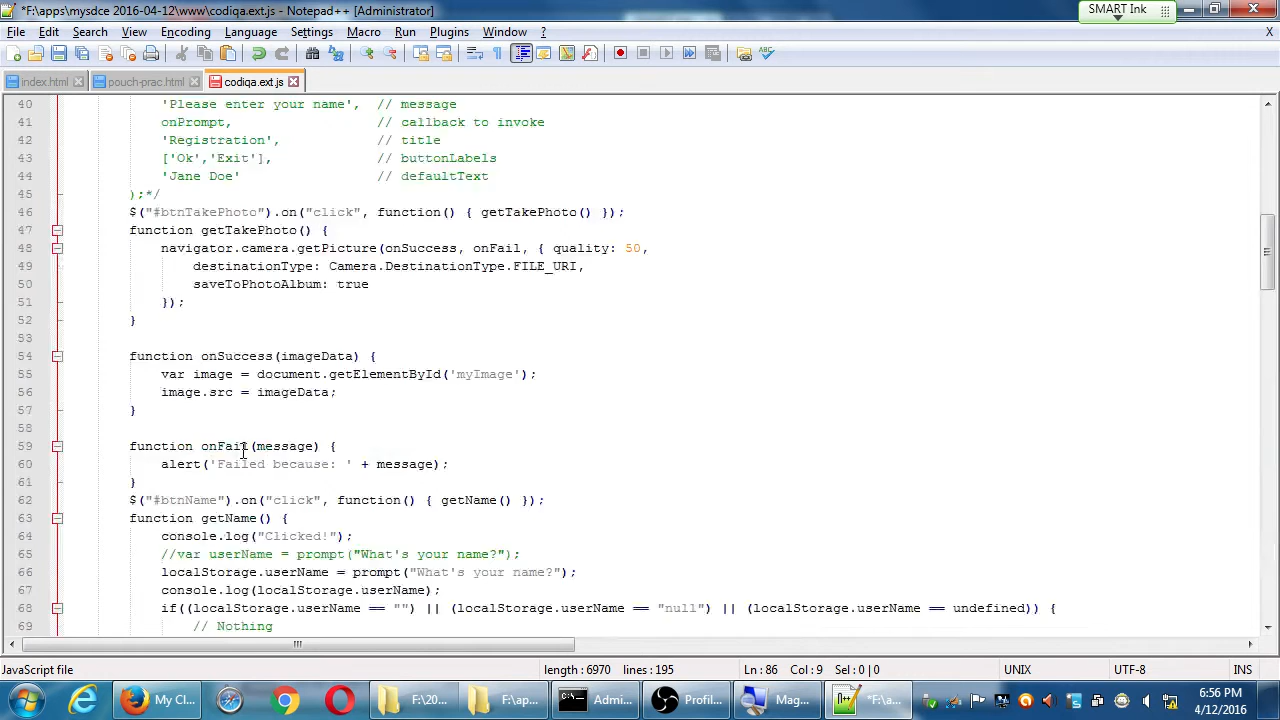 *F:\apps\mysdce 2016-04-12\www\codiqa.ext.js - Notepad++ [Administrator]
SMART Ink
File Edit Search View Encoding Language Settings Macro Run Plugins Window ? X
index.html pouch-prac.html codiqa.ext.js
40 'Please enter your name', // message
41 onPrompt, // callback to invoke
42 'Registration', // title
43 ['Ok','Exit'], // buttonLabels
44 'Jane Doe' // defaultText
45 );*/
46 $("#btnTakePhoto").on("click", function() { getTakePhoto() });
47 function getTakePhoto() {
48 navigator.camera.getPicture(onSuccess, onFail, { quality: 50,
49 destinationType: Camera.DestinationType.FILE_URI,
50 saveToPhotoAlbum: true
51 });
52 }
53
54 function onSuccess(imageData) {
55 var image = document.getElementById('myImage');
56 image.src = imageData;
57 }
58
59 function onFail(message) {
60 alert('Failed because: ' + message);
61 }
62 $("#btnName").on("click", function() { getName() });
63 function getName() {
64 console.log("Clicked!");
65 //var userName = prompt("What's your name?");
66 localStorage.userName = prompt("What's your name?");
67 console.log(localStorage.userName);
68 if((localStorage.userName == "") || (localStorage.userName == "null") || (localStorage.userName == undefined)) {
69 // Nothing
JavaScript file length : 6970 lines : 195 Ln : 86 Col : 9 Sel : 0 | 0 UNIX UTF-8 INS
My Cl... F:\20... F:\ap... Admi... Profil... Mag... *F:\a...
6:56 PM
4/12/2016